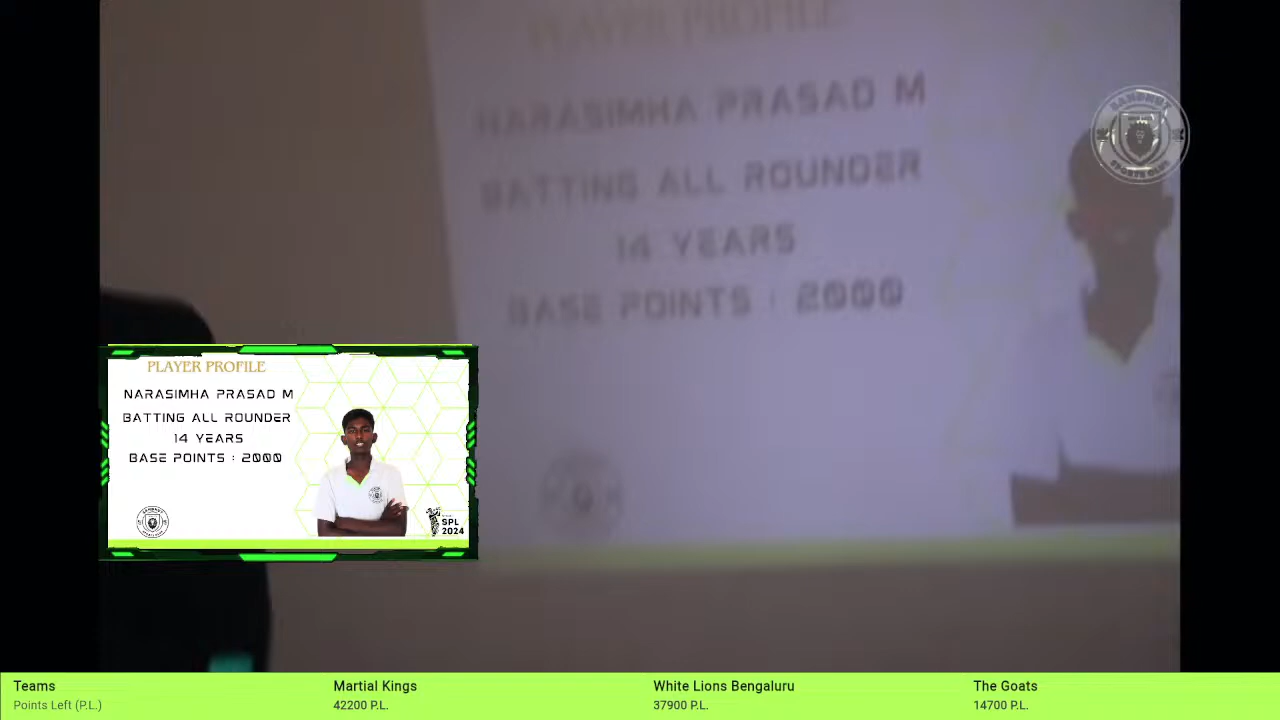 PLAYER PROFILE
NARASIMHA PRASAD M
BATTING ALL ROUNDER
14 YEARS
BASE POINTS : 2000
SPORTS CLUB
PLAYER PROFILE
NARASIMHA PRASAD M
BATTING ALL ROUNDER
14 YEARS
BASE POINTS : 2000
SPL
2024
Teams
Points Left (P.L.)
Martial Kings
42200 P.L.
White Lions Bengaluru
37900 P.L.
The Goats
14700 P.L.